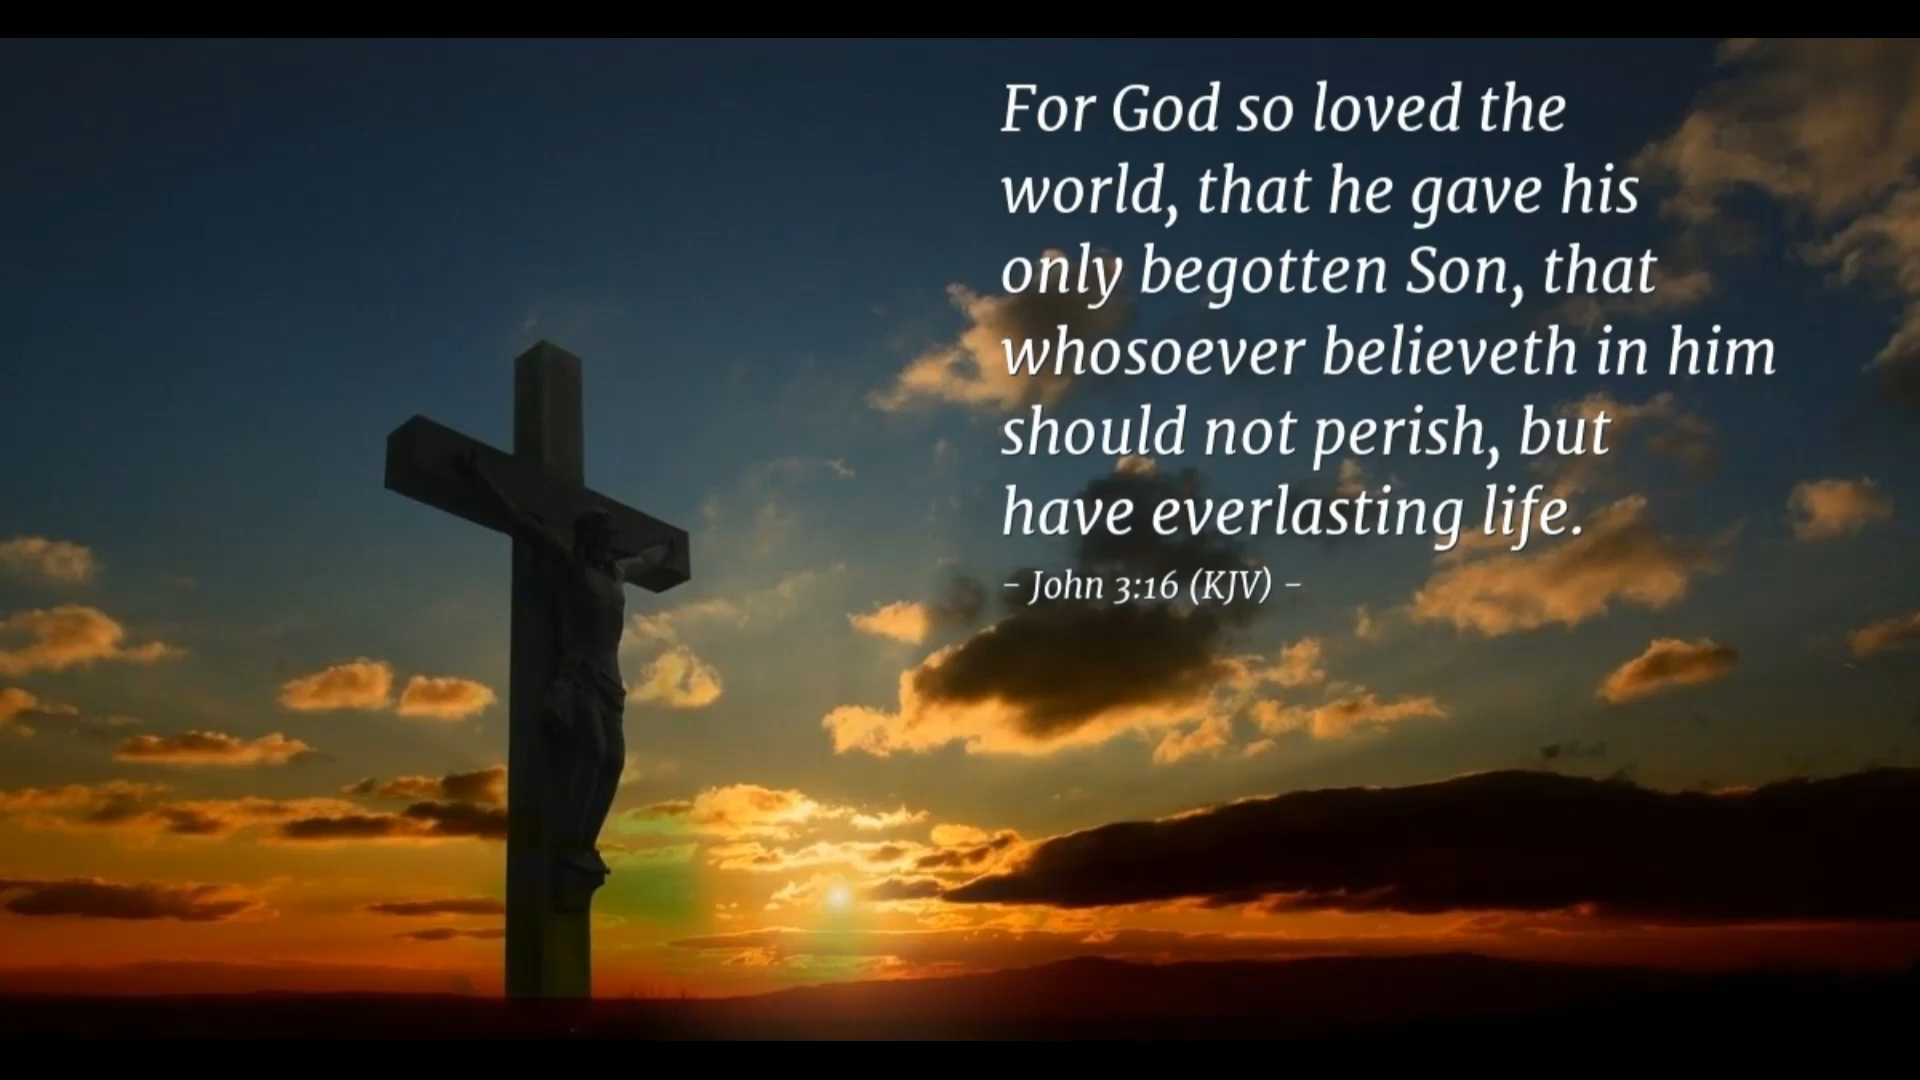 For God so loved the
world, that he gave his
only begotten Son, that
whosoever believeth in him
should not perish, but
have everlasting life.
– John 3:16 (KJV) –